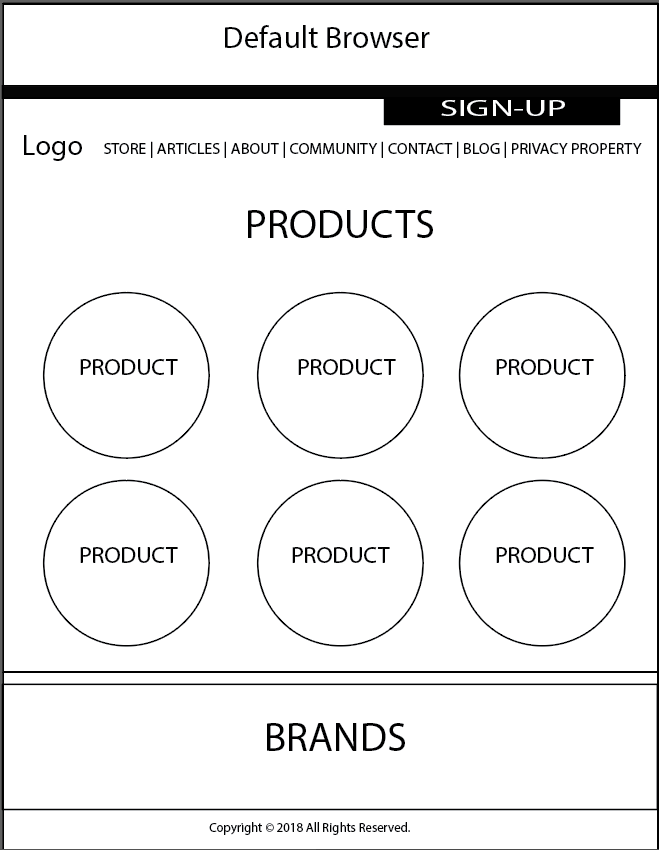 Default Browser
SIGN-UP
Logo
STORE | ARTICLES | ABOUT | COMMUNITY | CONTACT | BLOG | PRIVACY PROPERTY
PRODUCTS
PRODUCT
PRODUCT
PRODUCT
PRODUCT
PRODUCT
PRODUCT
BRANDS
Copyright © 2018 All Rights Reserved.